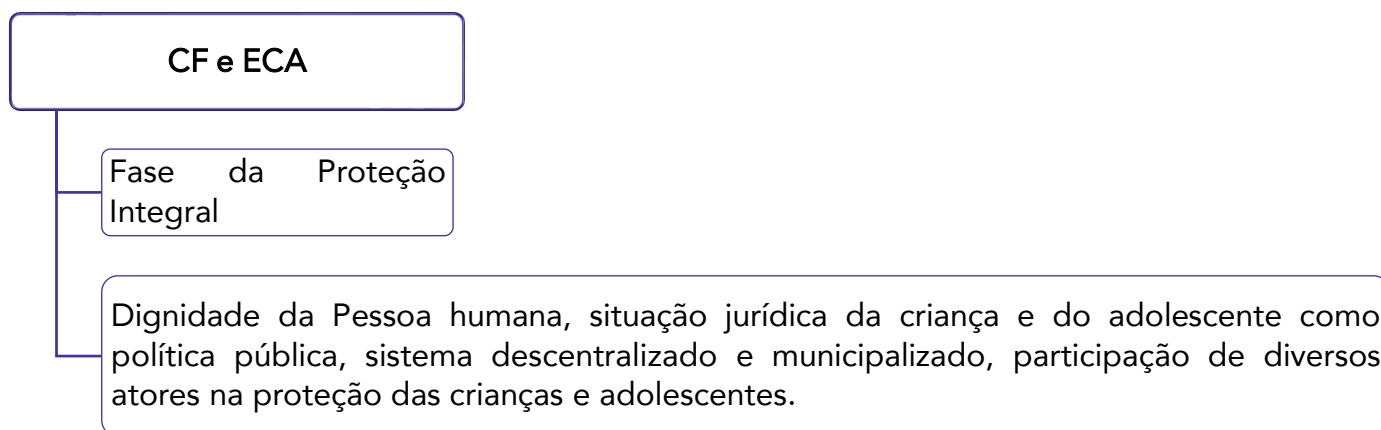 CF e ECA
Fase da Proteção
Integral
Dignidade da Pessoa humana, situação jurídica da criança e do adolescente como
política pública, sistema descentralizado e municipalizado, participação de diversos
atores na proteção das crianças e adolescentes.